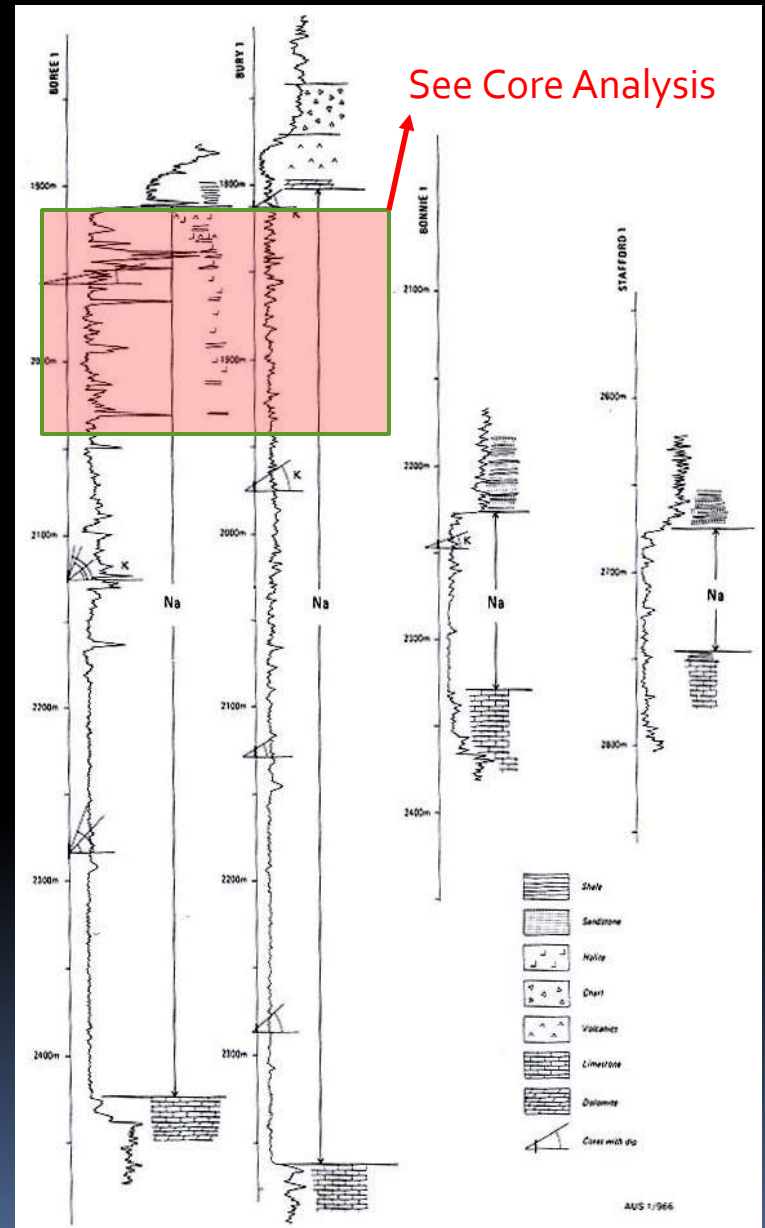 BOREE 1
BURY 1
See Core Analysis
BONNIE 1
STAFFORD 1
1900m
2000m
2100m
2200m
2300m
2400m
K
Na
1800m
1900m
2000m
2100m
2200m
2300m
K
K
Na
2100m
2200m
2300m
2400m
K
Na
2600m
2700m
2800m
Na
Shale
Sandstone
Halite
Chert
Volcanics
Limestone
Dolomite
Cores with dip
AUS 1/966